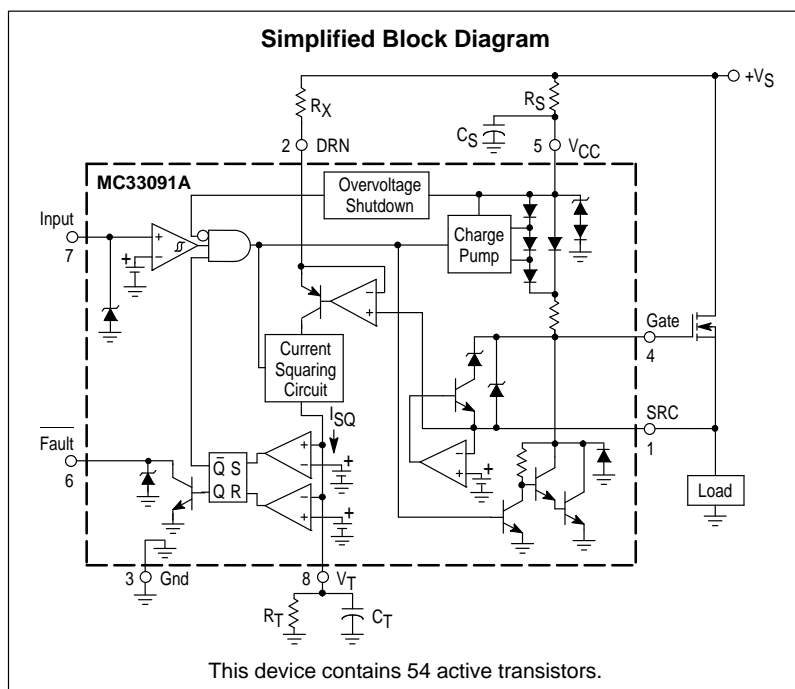 Simplified Block Diagram
+VS
RX
RS
CS
2 DRN
5 VCC
MC33091A
Overvoltage
Shutdown
Input
7
Charge
Pump
Gate
4
Current
Squaring
Circuit
ISQ
SRC
1
Fault
6
Q̅ S
Q R
Load
3 Gnd
8 VT
RT
CT
This device contains 54 active transistors.